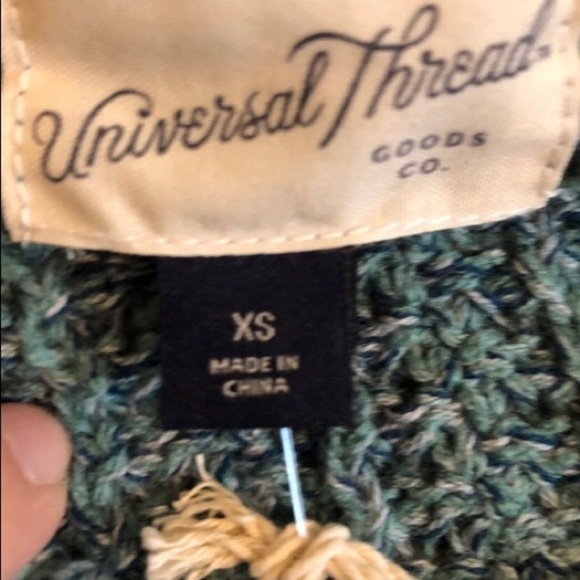 Universal Thread
GOODS
CO.
XS
MADE IN
CHINA